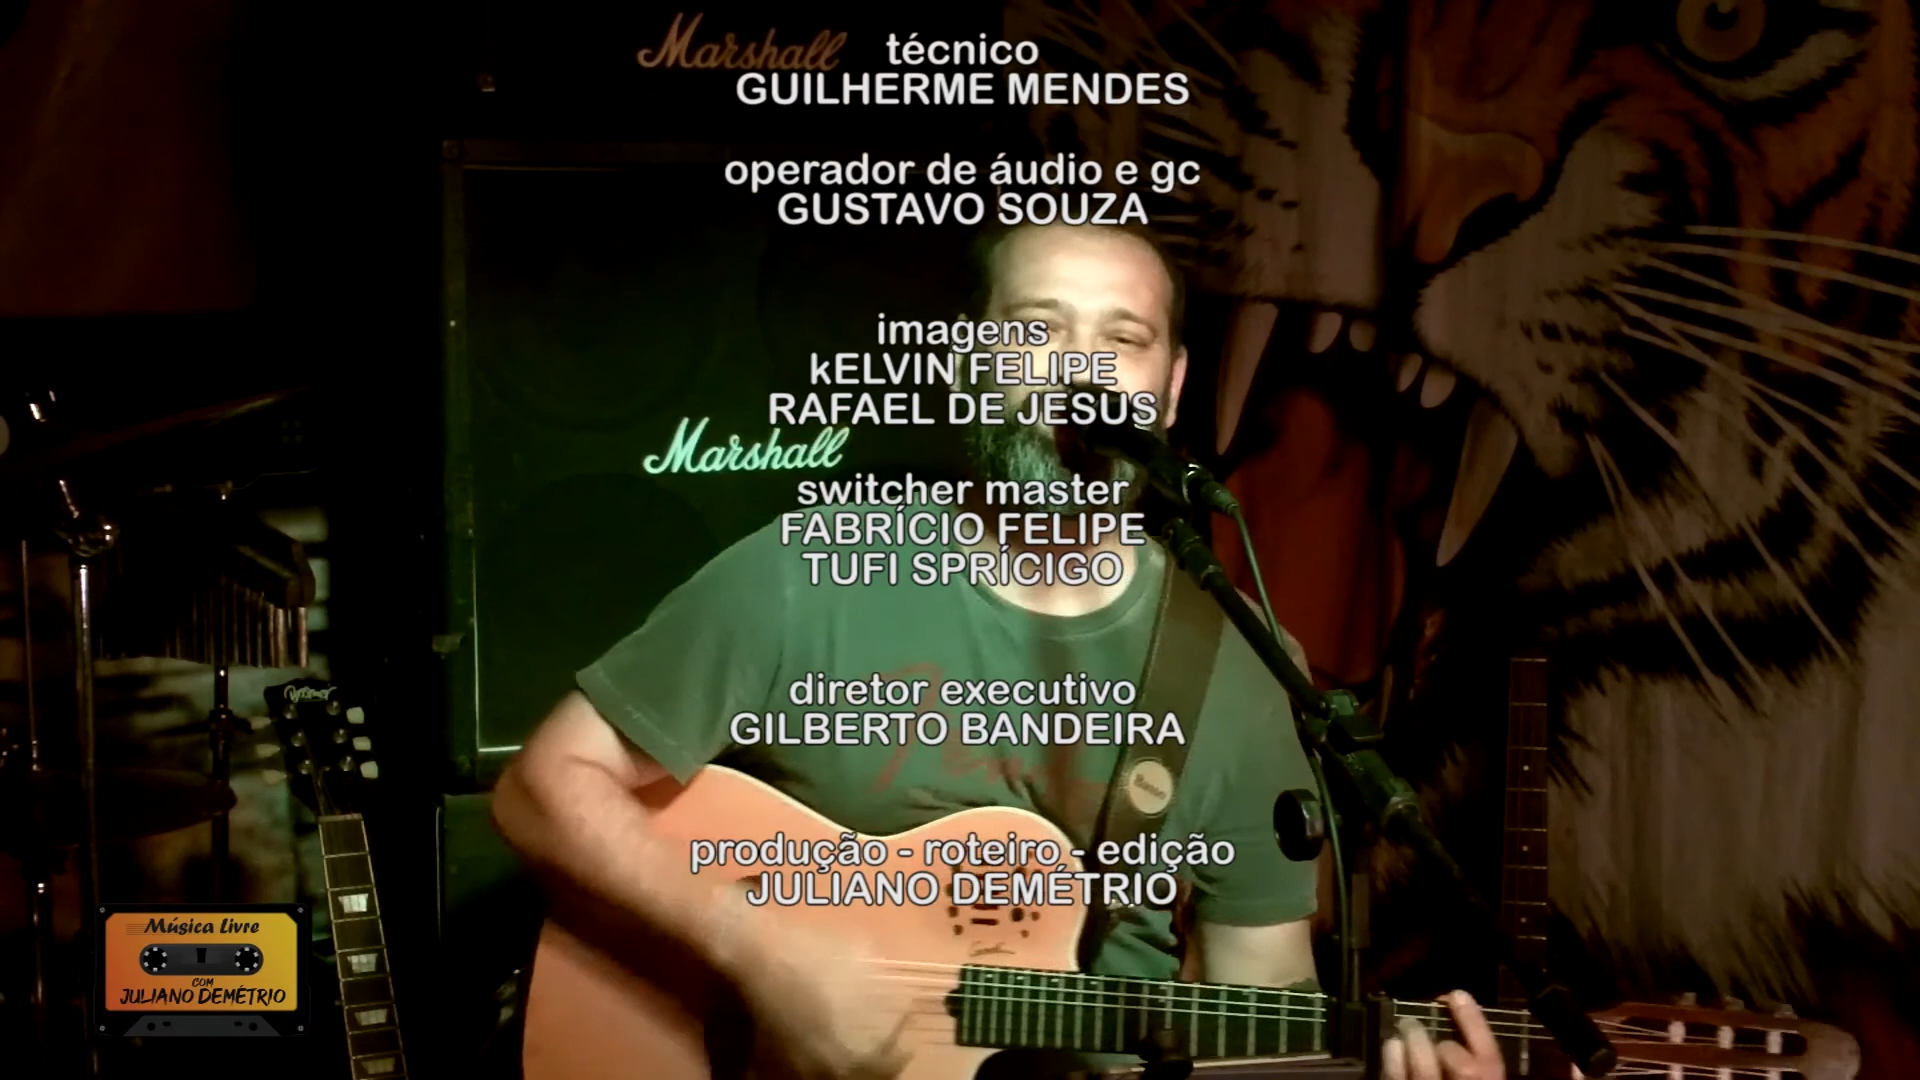 Marshall
técnico
GUILHERME MENDES
operador de áudio e gc
GUSTAVO SOUZA
imagens
kELVIN FELIPE
RAFAEL DE JESUS
Marshall
switcher master
FABRÍCIO FELIPE
TUFI SPRÍCIGO
diretor executivo
GILBERTO BANDEIRA
produção - roteiro - edição
JULIANO DEMÉTRIO
Música Livre
COM
JULIANO DEMÉTRIO